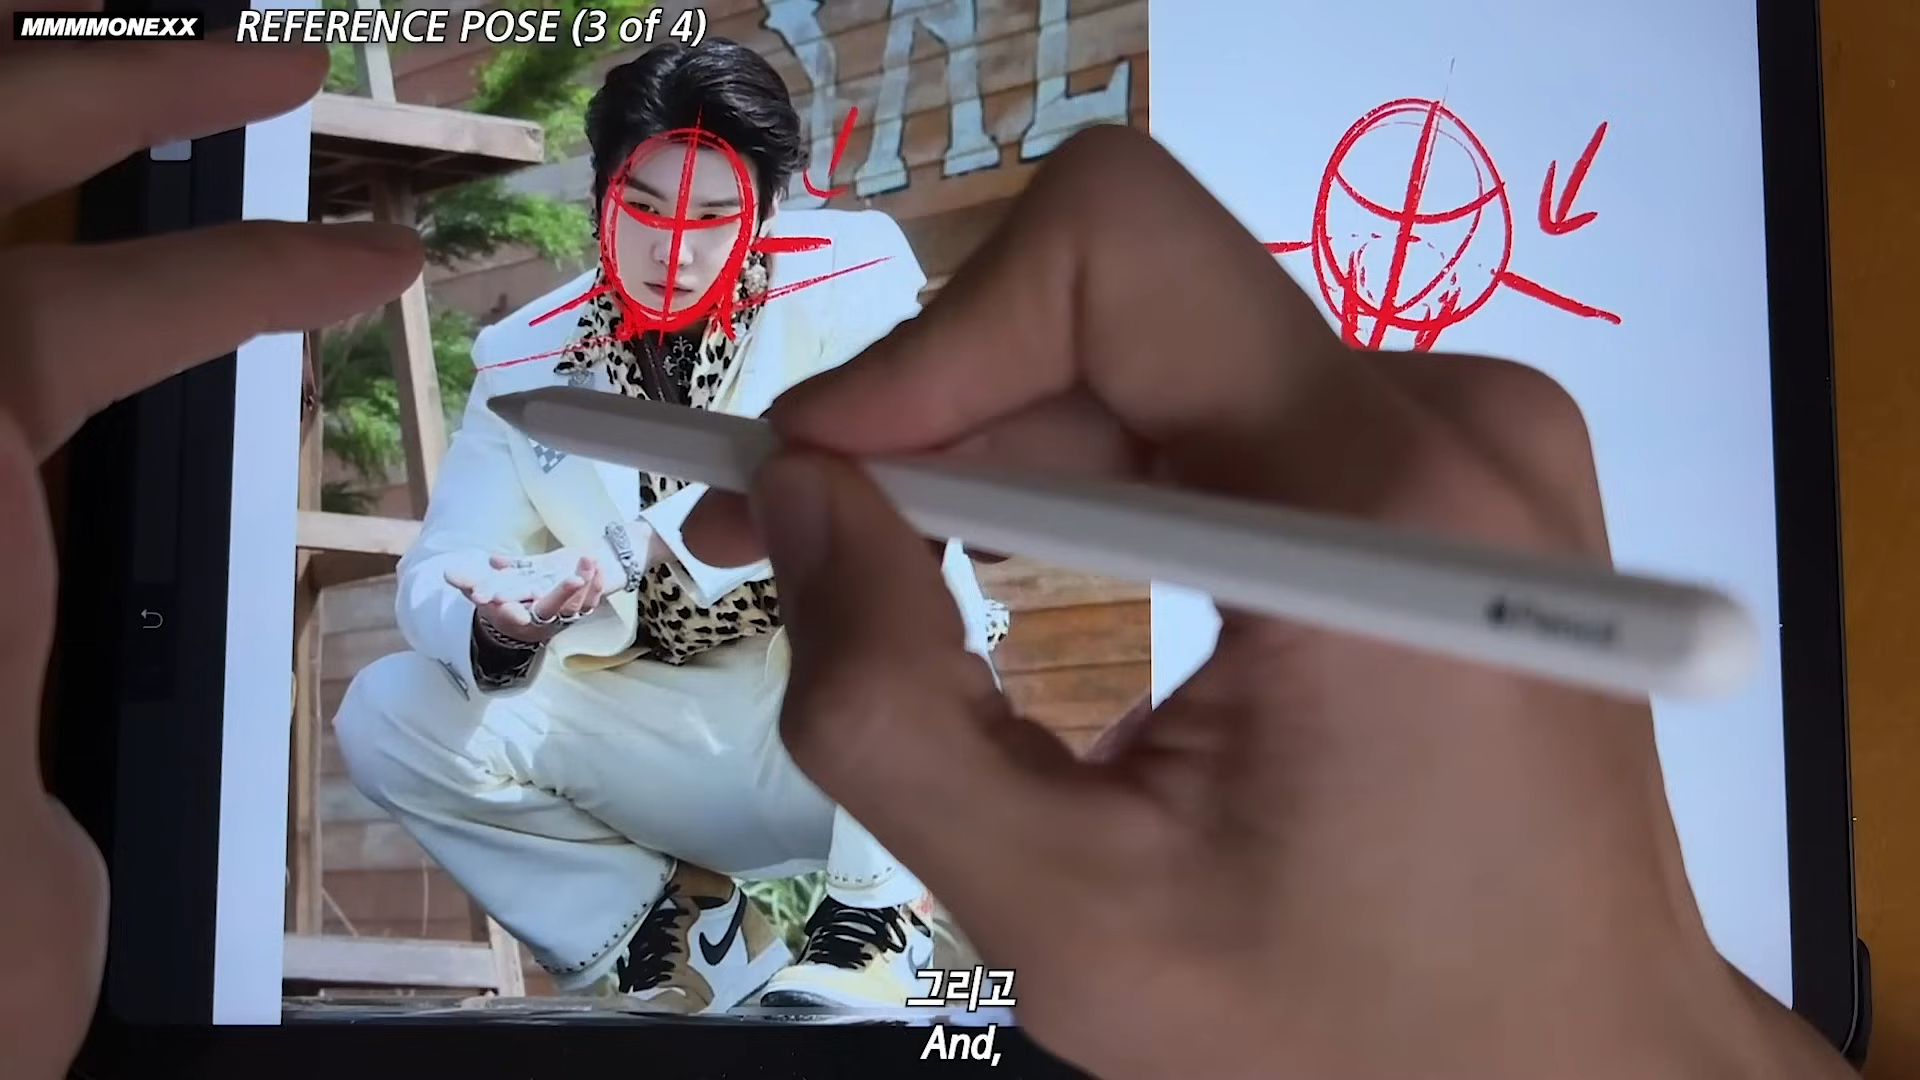 MMMMONEXX
REFERENCE POSE (3 of 4)
그리고
And,